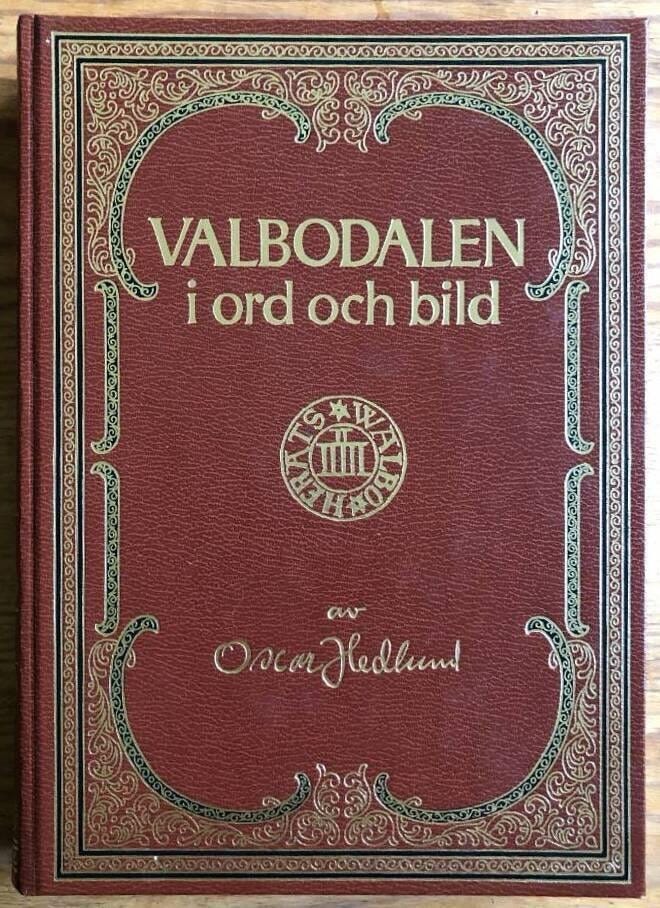 VALBODALEN
i ord och bild
WALBO HERATS
av
Oscar Hedlund